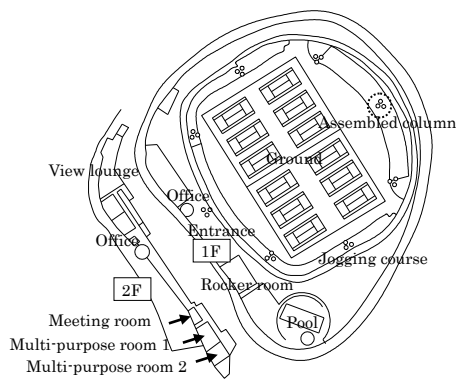 Assembled column
Ground
View lounge
Office
Entrance
Office
1F
Jogging course
Rocker room
2F
Meeting room
Pool
Multi-purpose room 1
Multi-purpose room 2